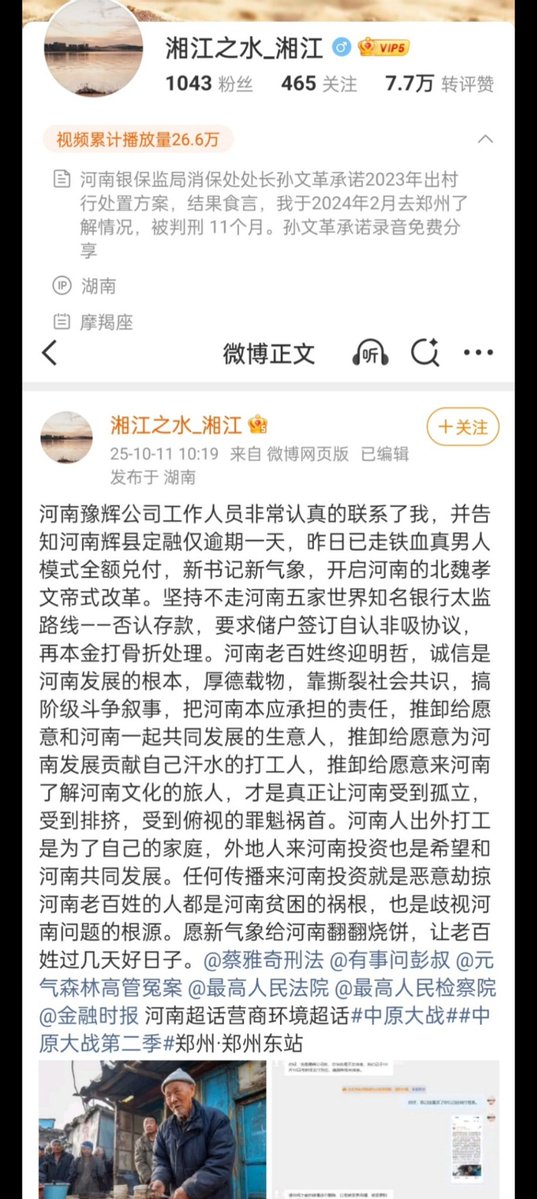 湘江之水_湘江 VIP5
1043 粉丝 465 关注 7.7万 转评赞
视频累计播放量26.6万
河南银保监局消保处处长孙文革承诺2023年出村
行处置方案，结果食言，我于2024年2月去郑州了
解情况，被判刑 11个月。孙文革承诺录音免费分
享
IP 湖南
摩羯座
微博正文 听
湘江之水_湘江
+关注
25-10-11 10:19 来自 微博网页版 已编辑
发布于 湖南
河南豫辉公司工作人员非常认真的联系了我，并告
知河南辉县定融仅逾期一天，昨日已走铁血真男人
模式全额兑付，新书记新气象，开启河南的北魏孝
文帝式改革。坚持不走河南五家世界知名银行太监
路线——否认存款，要求储户签订自认非吸协议，
再本金打骨折处理。河南老百姓终迎明哲，诚信是
河南发展的根本，厚德载物，靠撕裂社会共识，搞
阶级斗争叙事，把河南本应承担的责任，推卸给愿
意和河南一起共同发展的生意人，推卸给愿意为河
南发展贡献自己汗水的打工人，推卸给愿意来河南
了解河南文化的旅人，才是真正让河南受到孤立，
受到排挤，受到俯视的罪魁祸首。河南人出外打工
是为了自己的家庭，外地人来河南投资也是希望和
河南共同发展。任何传播来河南投资就是恶意劫掠
河南老百姓的人都是河南贫困的祸根，也是歧视河
南问题的根源。愿新气象给河南翻翻烧饼，让老百
姓过几天好日子。@蔡雅奇刑法 @有事问彭叔 @元
气森林高管冤案 @最高人民法院 @最高人民检察院
@金融时报 河南超话营商环境超话#中原大战##中
原大战第二季#郑州·郑州东站